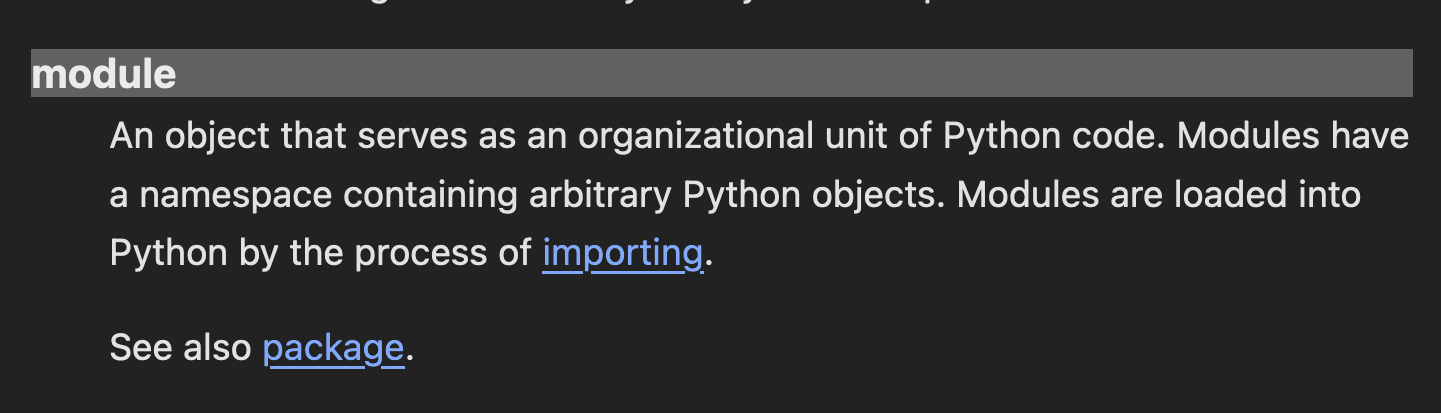 module
An object that serves as an organizational unit of Python code. Modules have
a namespace containing arbitrary Python objects. Modules are loaded into
Python by the process of importing.
See also package.